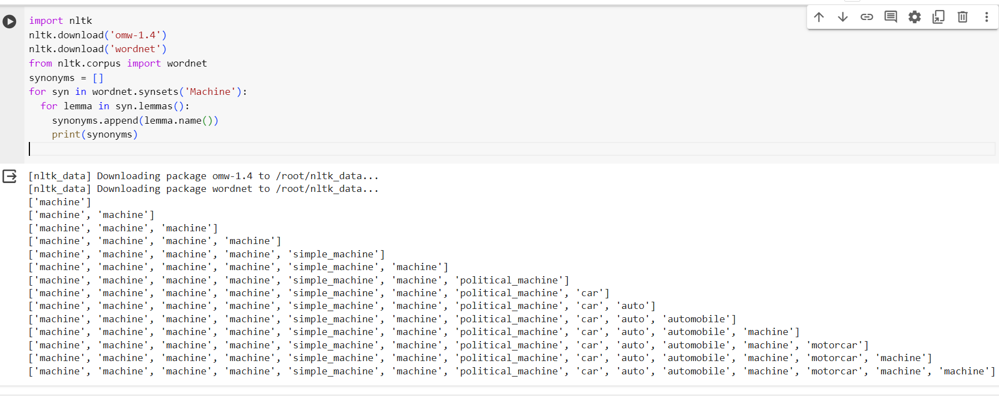 import nltk
nltk.download('omw-1.4')
nltk.download('wordnet')
from nltk.corpus import wordnet
synonyms = []
for syn in wordnet.synsets('Machine'):
  for lemma in syn.lemmas():
    synonyms.append(lemma.name())
    print(synonyms)
[nltk_data] Downloading package omw-1.4 to /root/nltk_data...
[nltk_data] Downloading package wordnet to /root/nltk_data...
['machine']
['machine', 'machine']
['machine', 'machine', 'machine']
['machine', 'machine', 'machine', 'machine']
['machine', 'machine', 'machine', 'machine', 'simple_machine']
['machine', 'machine', 'machine', 'machine', 'simple_machine', 'machine']
['machine', 'machine', 'machine', 'machine', 'simple_machine', 'machine', 'political_machine']
['machine', 'machine', 'machine', 'machine', 'simple_machine', 'machine', 'political_machine', 'car']
['machine', 'machine', 'machine', 'machine', 'simple_machine', 'machine', 'political_machine', 'car', 'auto']
['machine', 'machine', 'machine', 'machine', 'simple_machine', 'machine', 'political_machine', 'car', 'auto', 'automobile']
['machine', 'machine', 'machine', 'machine', 'simple_machine', 'machine', 'political_machine', 'car', 'auto', 'automobile', 'machine']
['machine', 'machine', 'machine', 'machine', 'simple_machine', 'machine', 'political_machine', 'car', 'auto', 'automobile', 'machine', 'motorcar']
['machine', 'machine', 'machine', 'machine', 'simple_machine', 'machine', 'political_machine', 'car', 'auto', 'automobile', 'machine', 'motorcar', 'machine']
['machine', 'machine', 'machine', 'machine', 'simple_machine', 'machine', 'political_machine', 'car', 'auto', 'automobile', 'machine', 'motorcar', 'machine', 'machine']